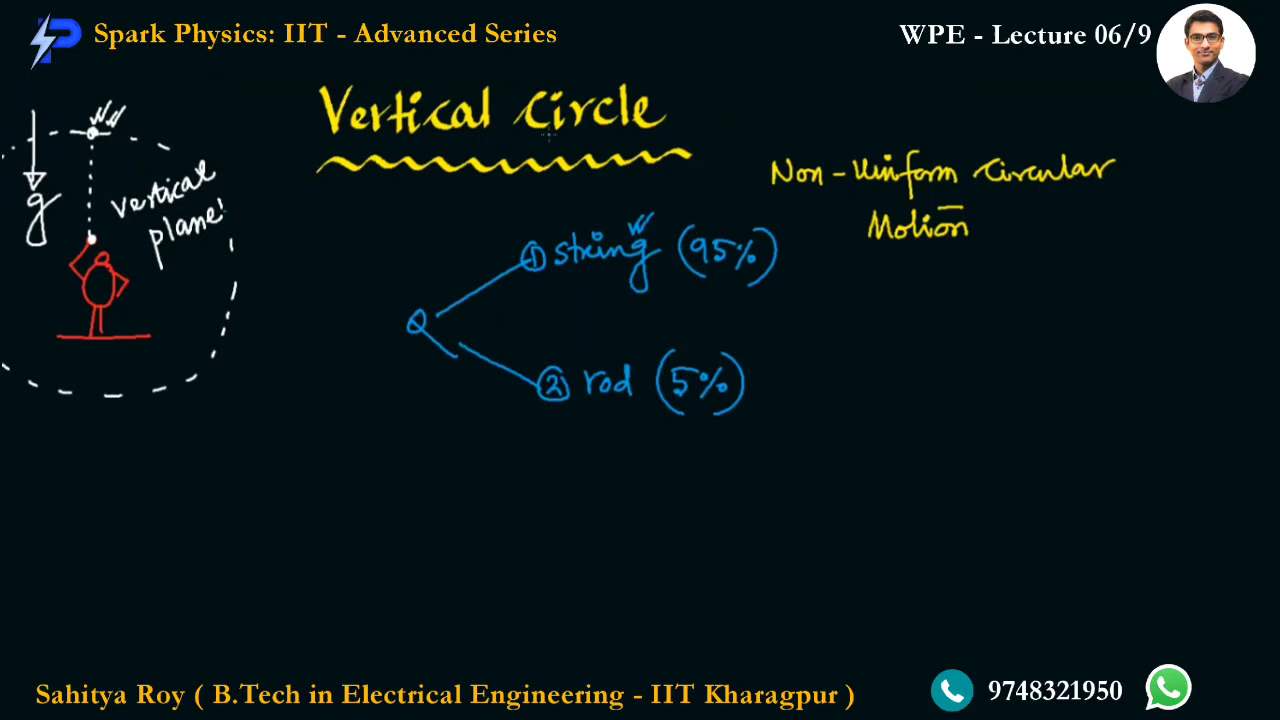 Spark Physics: IIT - Advanced Series
WPE - Lecture 06/9
Vertical Circle
g
vertical
plane!
Non-Uniform Circular
Motion
① string (95%)
② rod (5%)
Sahitya Roy ( B.Tech in Electrical Engineering - IIT Kharagpur )
9748321950